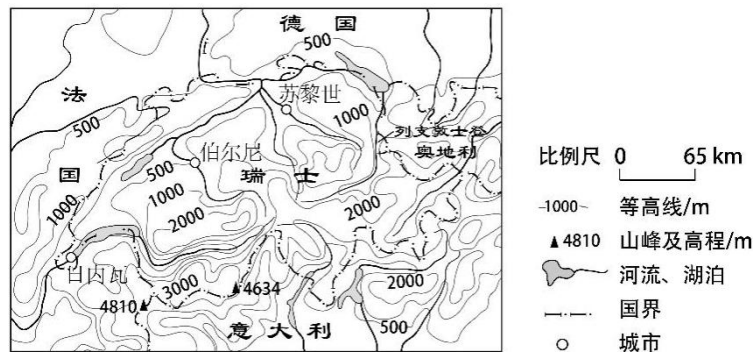 德国
500
法
苏黎世
500
1000
列支敦士登
奥地利
伯尔尼
国
500
瑞士
1000
1000
2000
2000
日内瓦
3000
4634
2000
4810
意大利
500
比例尺 0 65 km
-1000- 等高线/m
▲4810 山峰及高程/m
河流、湖泊
国界
城市